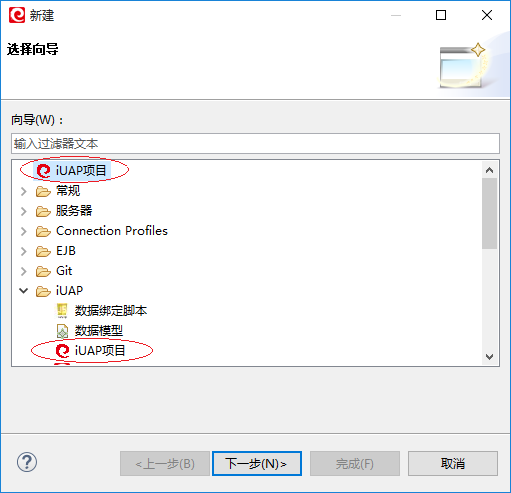 新建
选择向导
向导(W)：
输入过滤器文本
iUAP项目
常规
服务器
Connection Profiles
EJB
Git
iUAP
数据绑定脚本
数据模型
iUAP项目
?
<上一步(B)
下一步(N)>
完成(F)
取消